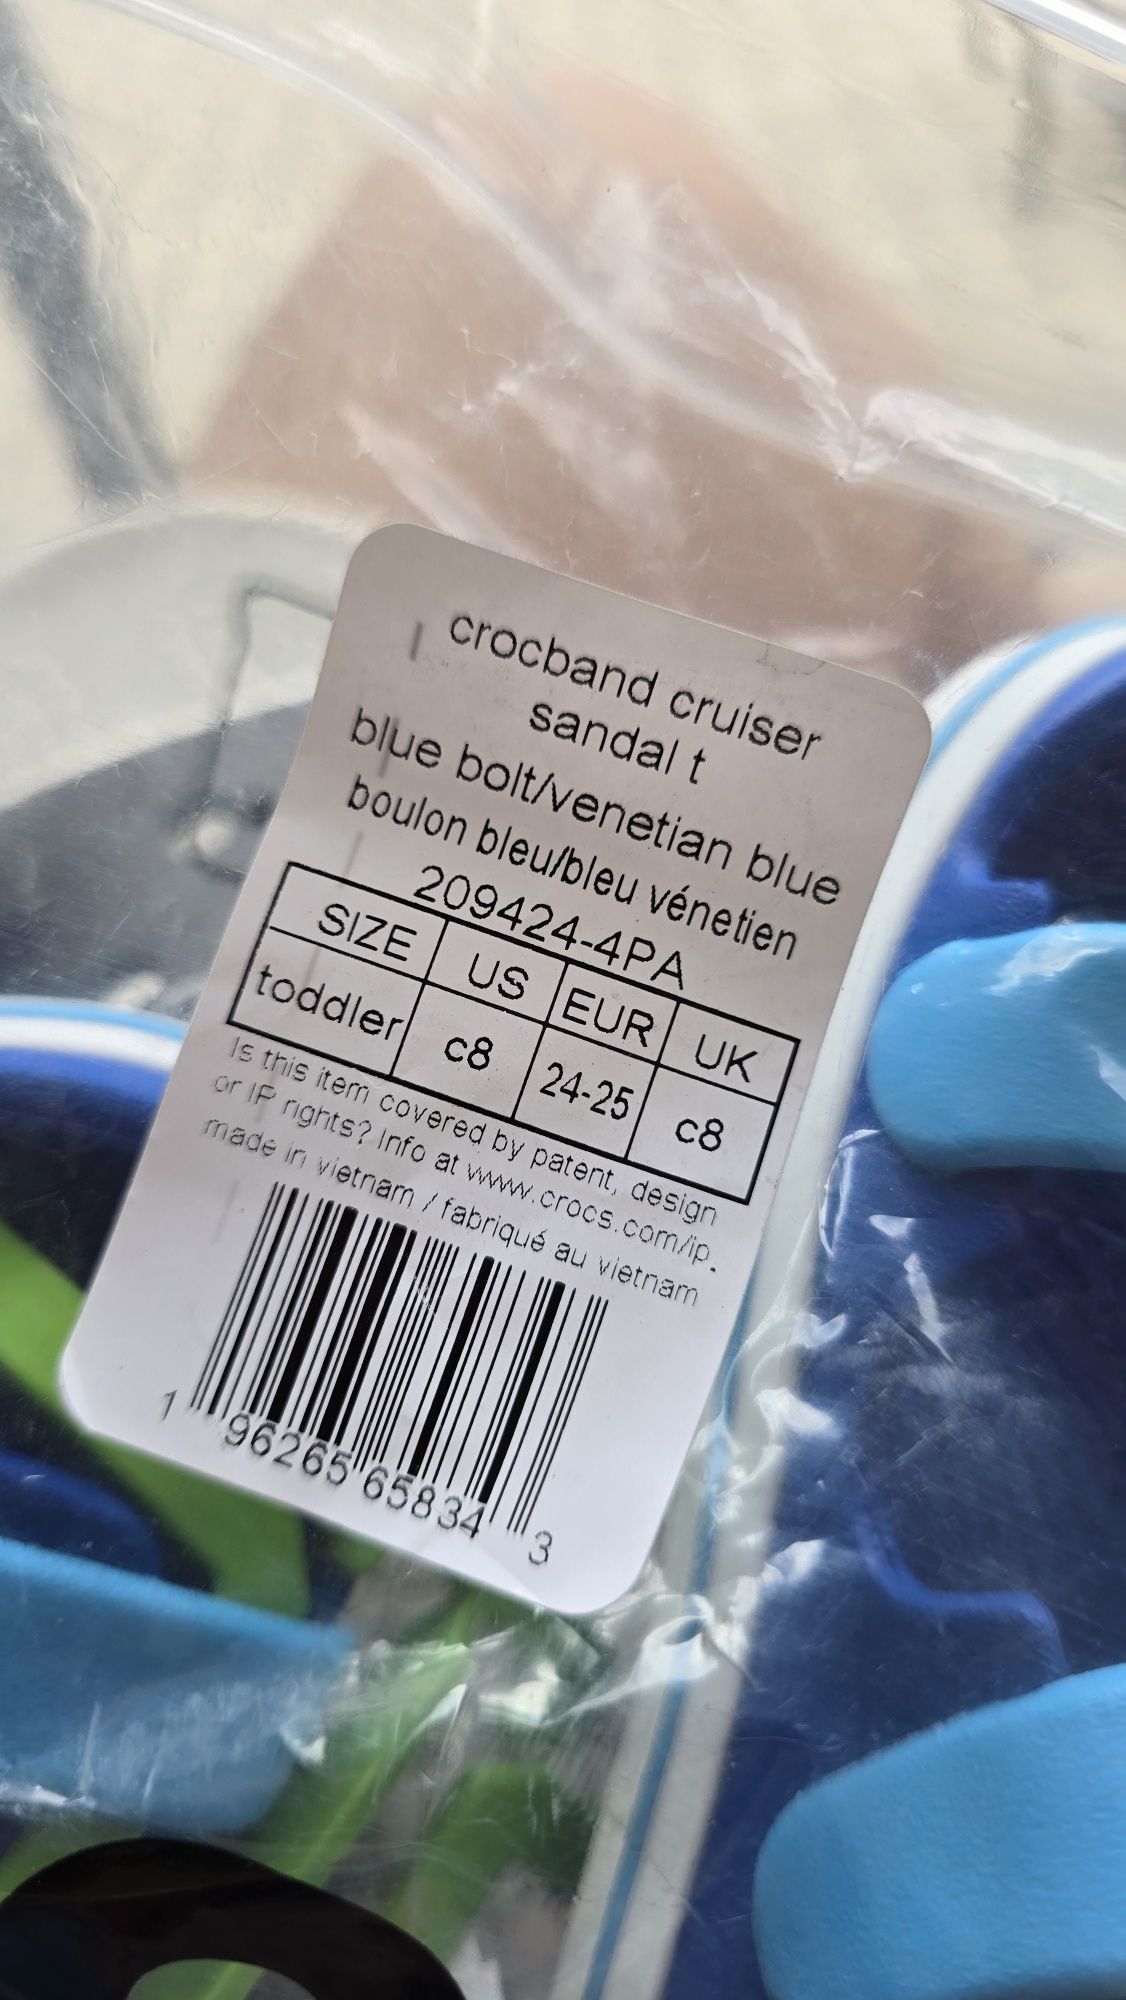 crocband cruiser
sandal t
blue bolt/venetian blue
boulon bleu/bleu vénetien
209424-4PA
SIZE US EUR UK
toddler c8 24-25 c8
Is this item covered by patent, design
or IP rights? Info at www.crocs.com/ip.
made in vietnam / fabriqué au vietnam
1 96265 65834 3